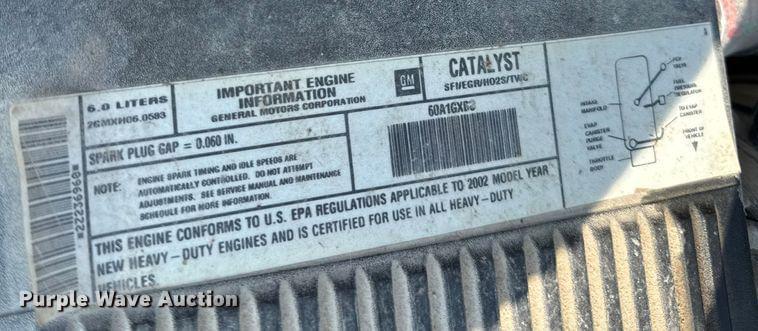 6.0 LITERS
2GMXH06.0583
IMPORTANT ENGINE
INFORMATION
GENERAL MOTORS CORPORATION
GM
CATALYST
SFI/EGR/HO2S/TWC
SPARK PLUG GAP = 0.060 IN.
NOTE:
ENGINE SPARK TIMING AND IDLE SPEEDS ARE
AUTOMATICALLY CONTROLLED. DO NOT ATTEMPT
ADJUSTMENTS. SEE SERVICE MANUAL AND MAINTENANCE
SCHEDULE FOR MORE INFORMATION.
THIS ENGINE CONFORMS TO U.S. EPA REGULATIONS APPLICABLE TO 2002 MODEL YEAR
NEW HEAVY-DUTY ENGINES AND IS CERTIFIED FOR USE IN ALL HEAVY-DUTY
VEHICLES.
*22236960*
PCV
VALVE
FUEL
PRESSURE
REGULATOR
INTAKE
MANIFOLD
TO EVAP
CANISTER
EVAP
CANISTER
PURGE
VALVE
FRONT OF
VEHICLE
THROTTLE
BODY
Purple Wave Auction